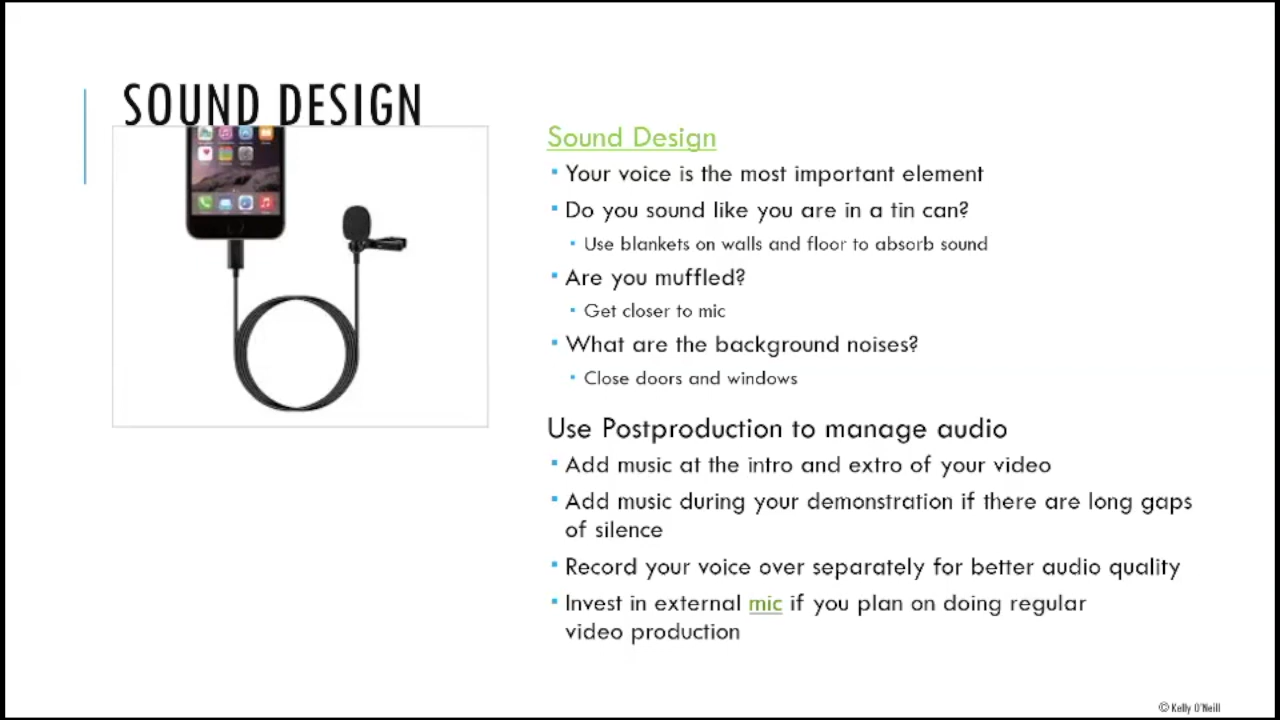 SOUND DESIGN
Sound Design
Your voice is the most important element
Do you sound like you are in a tin can?
Use blankets on walls and floor to absorb sound
Are you muffled?
Get closer to mic
What are the background noises?
Close doors and windows
Use Postproduction to manage audio
Add music at the intro and extro of your video
Add music during your demonstration if there are long gaps
of silence
Record your voice over separately for better audio quality
Invest in external mic if you plan on doing regular
video production
© Kelly O'Neill